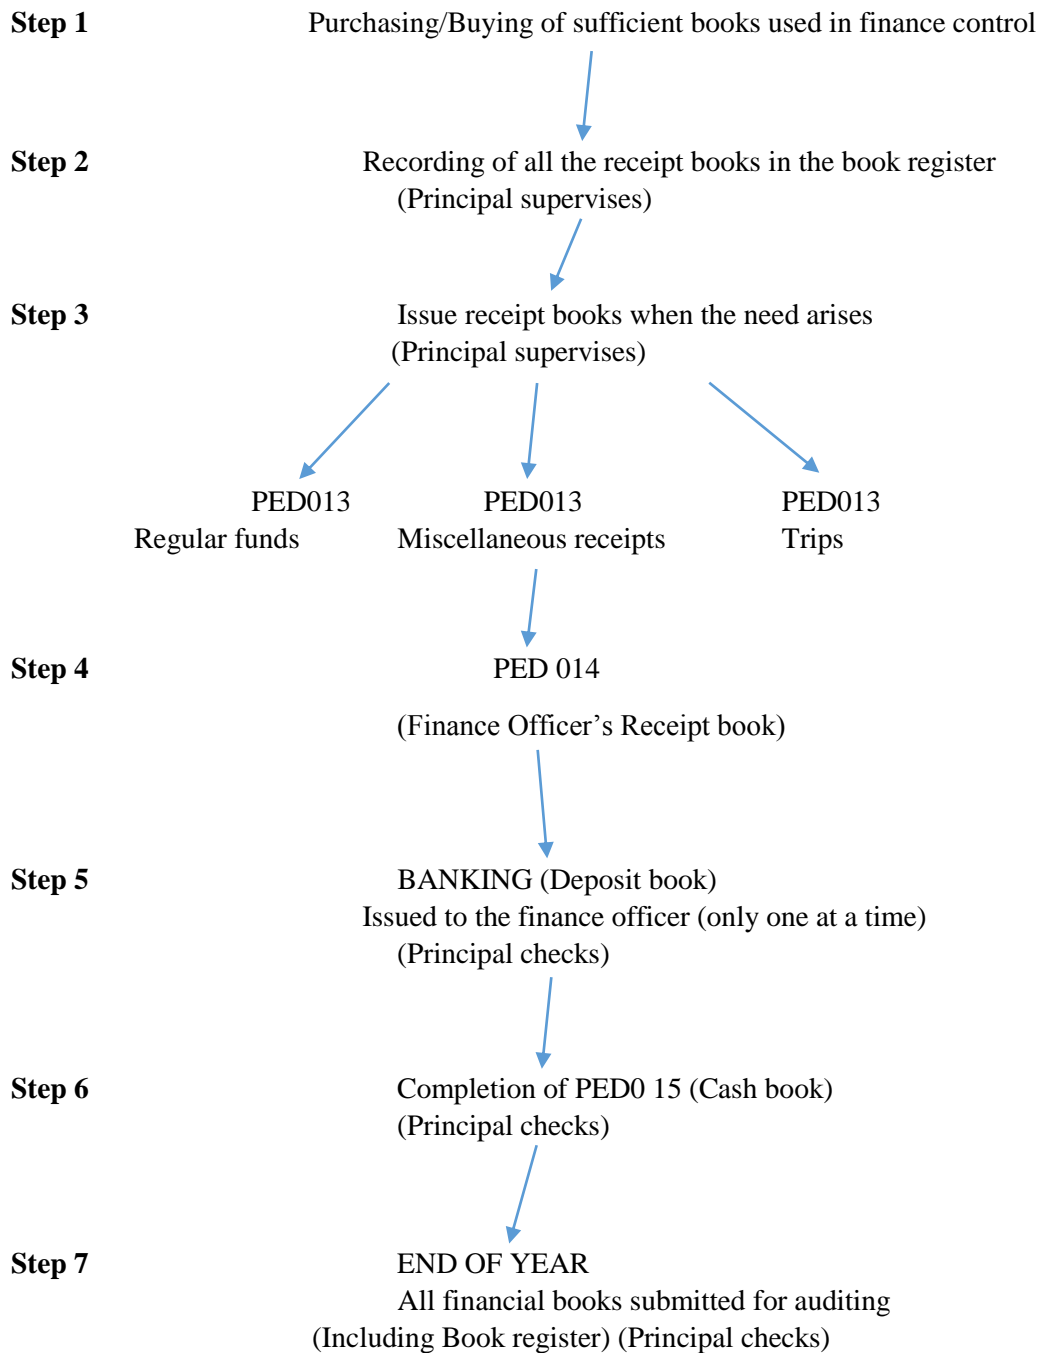 Step 1 Purchasing/Buying of sufficient books used in finance control
Step 2 Recording of all the receipt books in the book register
(Principal supervises)
Step 3 Issue receipt books when the need arises
(Principal supervises)
PED013 PED013 PED013
Regular funds Miscellaneous receipts Trips
Step 4 PED 014
(Finance Officer’s Receipt book)
Step 5 BANKING (Deposit book)
Issued to the finance officer (only one at a time)
(Principal checks)
Step 6 Completion of PED0 15 (Cash book)
(Principal checks)
Step 7 END OF YEAR
All financial books submitted for auditing
(Including Book register) (Principal checks)